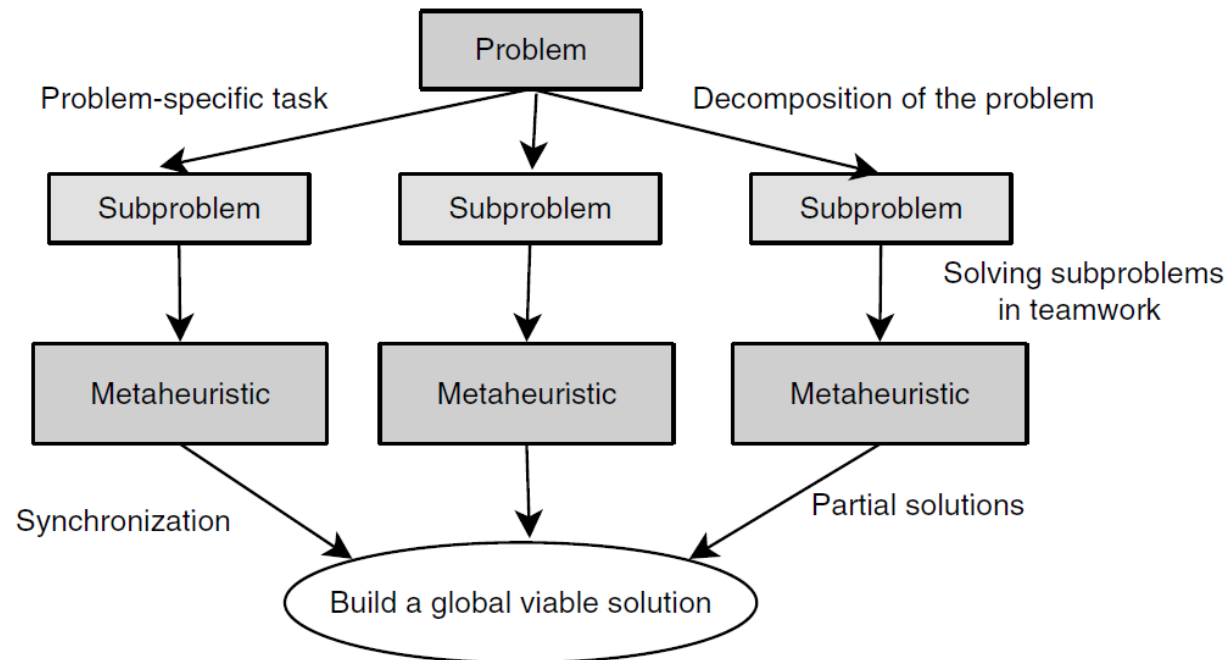 Problem
Problem-specific task
Decomposition of the problem
Subproblem
Subproblem
Subproblem
Solving subproblems
in teamwork
Metaheuristic
Metaheuristic
Metaheuristic
Synchronization
Partial solutions
Build a global viable solution